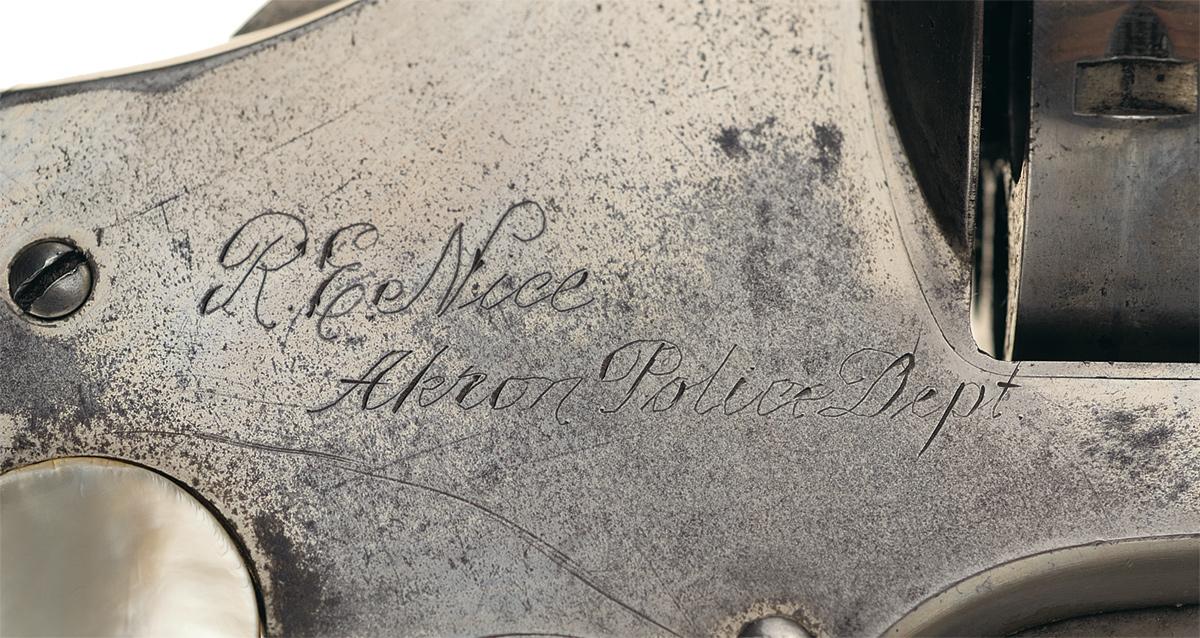 R.E. Nice
Akron Police Dept.